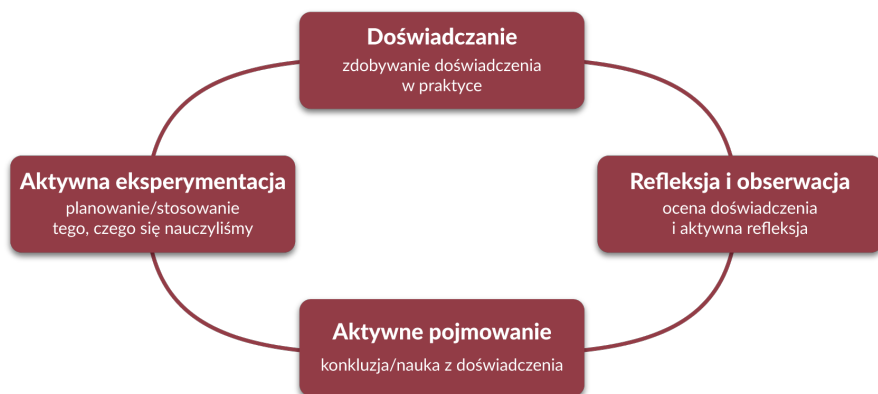 Doświadczanie
zdobywanie doświadczenia
w praktyce
Aktywna eksperymentacja
planowanie/stosowanie
tego, czego się nauczyliśmy
Refleksja i obserwacja
ocena doświadczenia
i aktywna refleksja
Aktywne pojmowanie
konkluzja/nauka z doświadczenia